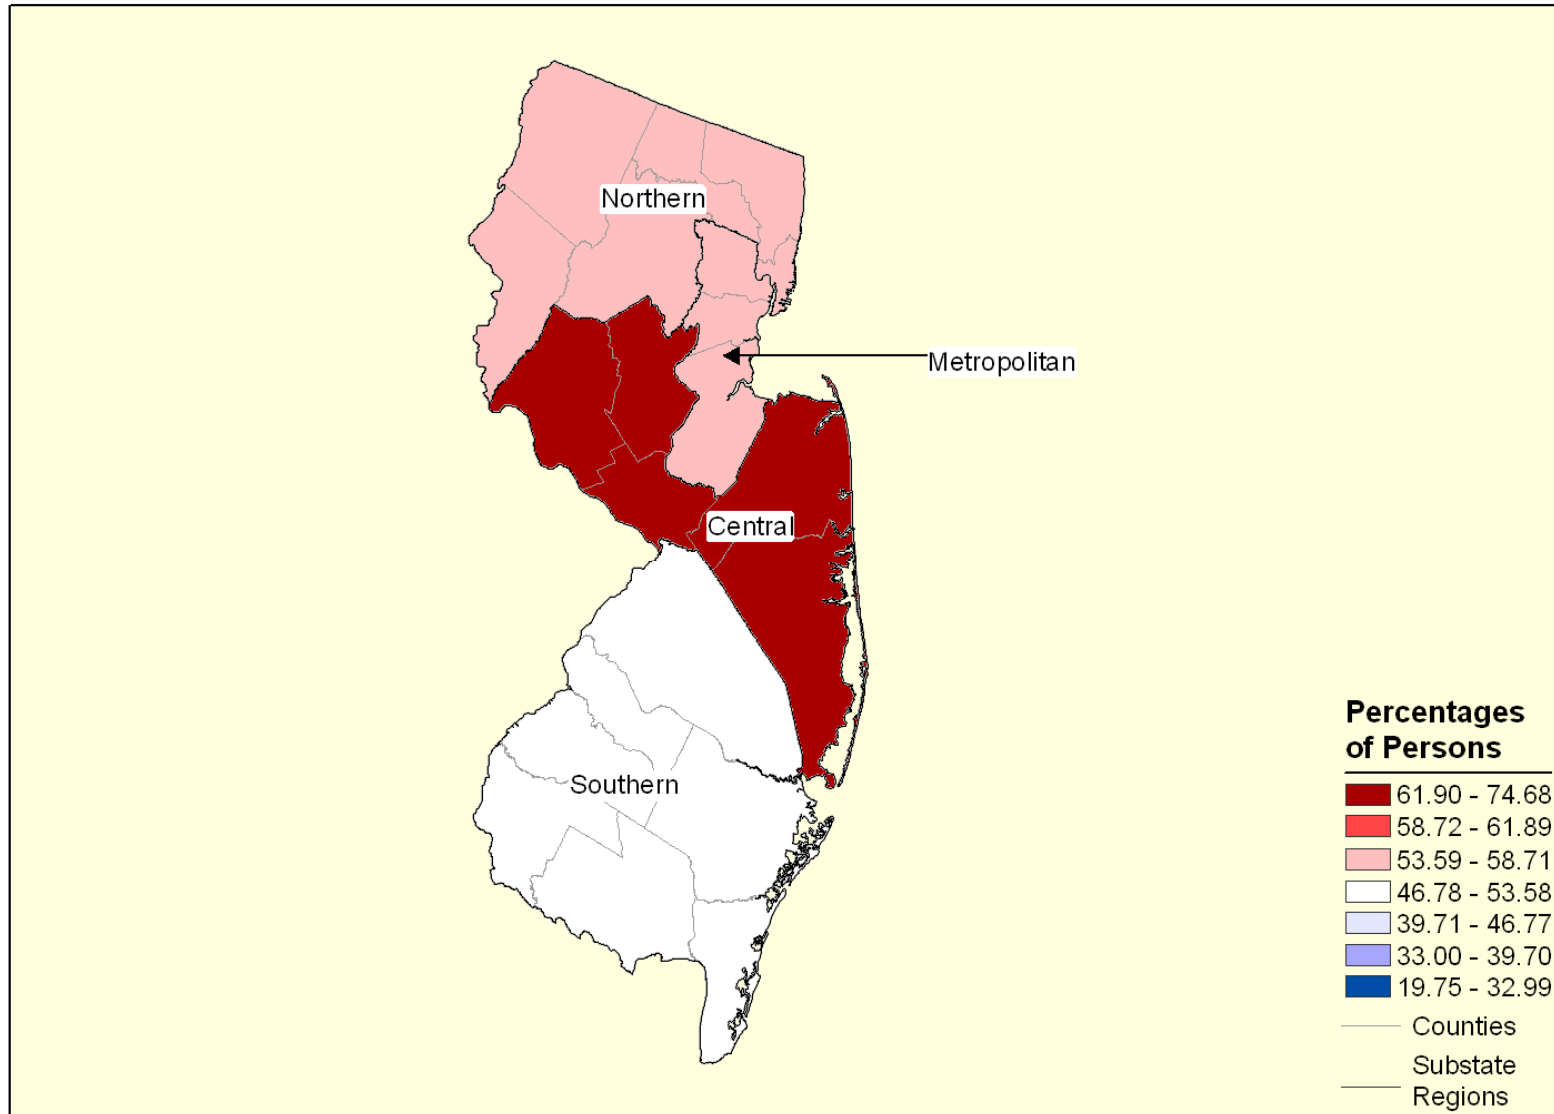 Northern
Metropolitan
Central
Southern
Percentages
of Persons
61.90 - 74.68
58.72 - 61.89
53.59 - 58.71
46.78 - 53.58
39.71 - 46.77
33.00 - 39.70
19.75 - 32.99
Counties
Substate
Regions